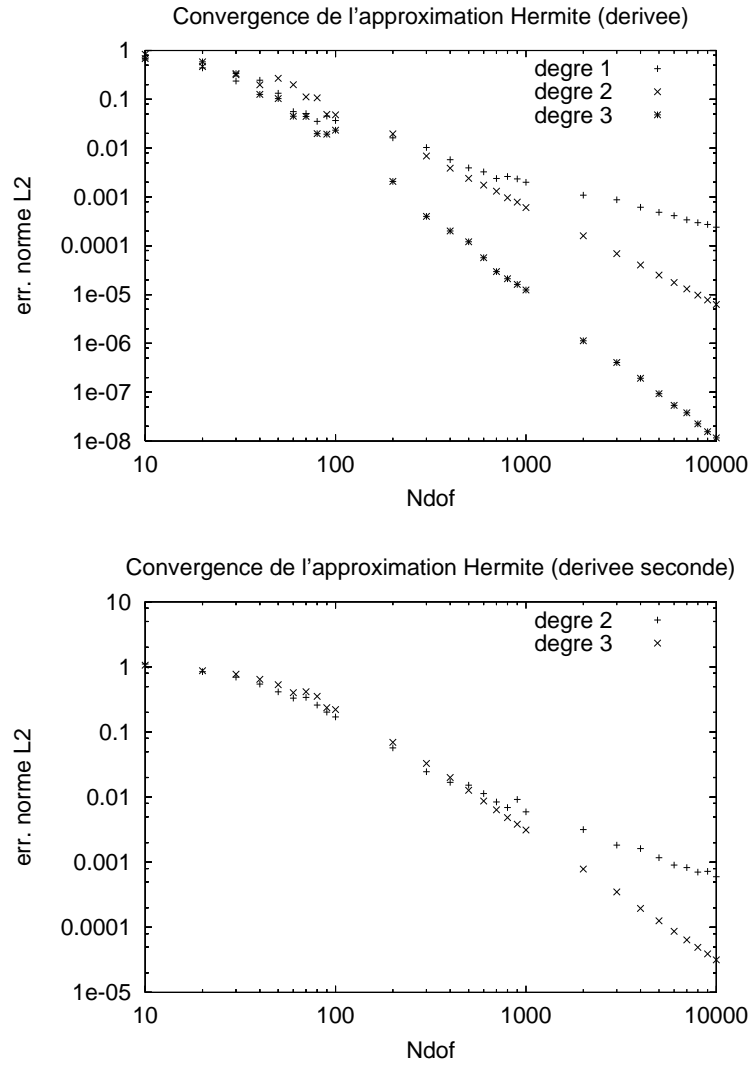 Convergence de l'approximation Hermite (derivee)
1
0.1
0.01
0.001
0.0001
1e-05
1e-06
1e-07
1e-08
err. norme L2
degre 1
degre 2
degre 3
10 100 1000 10000
Ndof
Convergence de l'approximation Hermite (derivee seconde)
10
1
0.1
0.01
0.001
0.0001
1e-05
err. norme L2
degre 2
degre 3
10 100 1000 10000
Ndof